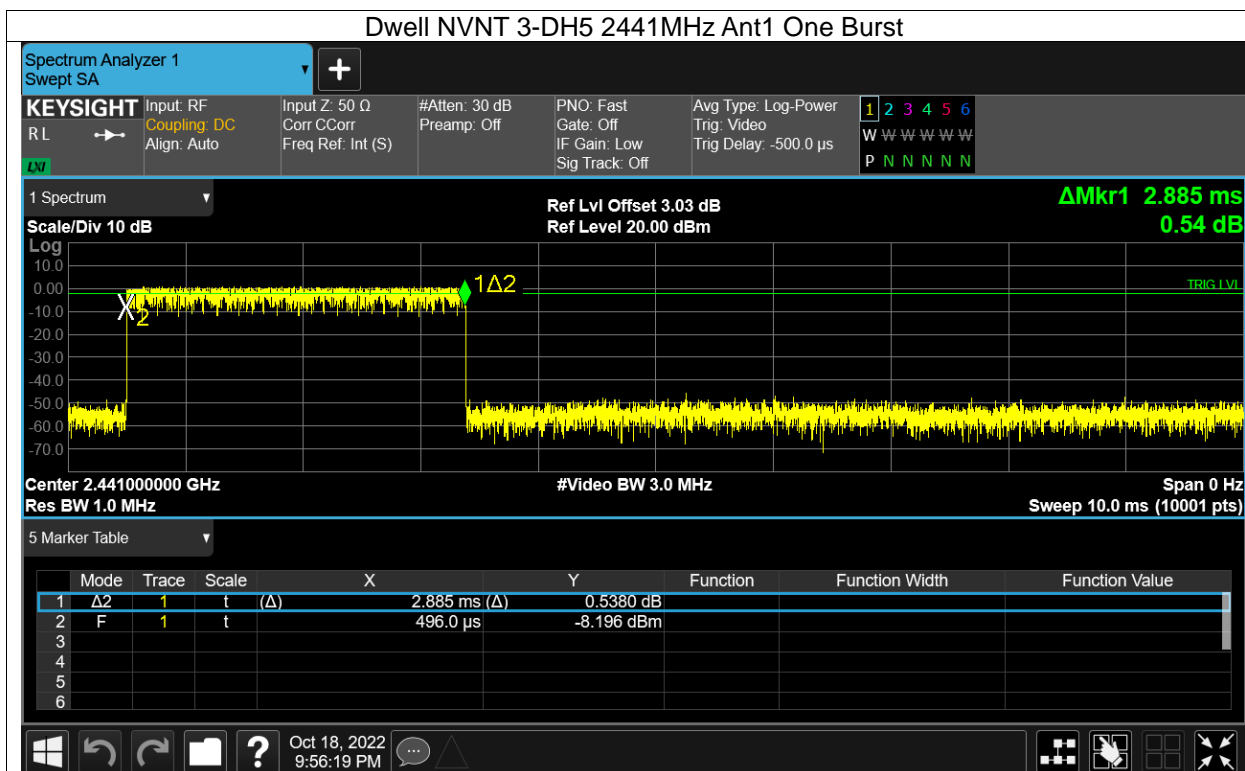 Dwell NVNT 3-DH5 2441MHz Ant1 One Burst
Spectrum Analyzer 1
Swept SA
KEYSIGHT Input: RF Input Z: 50 Ω #Atten: 30 dB PNO: Fast Avg Type: Log-Power 1 2 3 4 5 6
RL Coupling: DC Corr CCorr Preamp: Off Gate: Off Trig: Video W W W W W W
Align: Auto Freq Ref: Int (S) IF Gain: Low Trig Delay: -500.0 µs
LXI Sig Track: Off P N N N N N
1 Spectrum Ref Lvl Offset 3.03 dB ΔMkr1 2.885 ms
Scale/Div 10 dB Ref Level 20.00 dBm 0.54 dB
Log
10.0
0.00 1Δ2 TRIG LVL
-10.0 2
-20.0
-30.0
-40.0
-50.0
-60.0
-70.0
Center 2.441000000 GHz #Video BW 3.0 MHz Span 0 Hz
Res BW 1.0 MHz Sweep 10.0 ms (10001 pts)
5 Marker Table
Mode Trace Scale X Y Function Function Width Function Value
1 Δ2 1 t (Δ) 2.885 ms (Δ) 0.5380 dB
2 F 1 t 496.0 µs -8.196 dBm
3
4
5
6
? Oct 18, 2022
9:56:19 PM